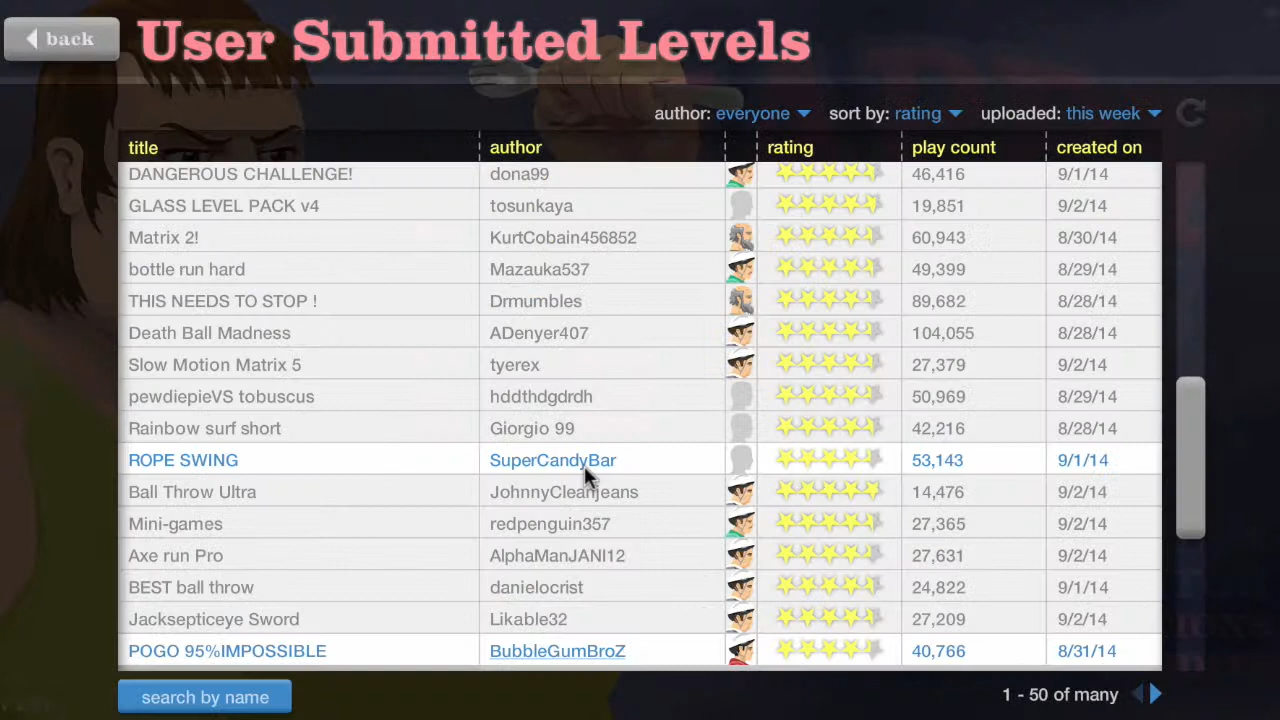 back
User Submitted Levels
author: everyone sort by: rating uploaded: this week
title author rating play count created on
DANGEROUS CHALLENGE! dona99 46,416 9/1/14
GLASS LEVEL PACK v4 tosunkaya 19,851 9/2/14
Matrix 2! KurtCobain456852 60,943 8/30/14
bottle run hard Mazauka537 49,399 8/29/14
THIS NEEDS TO STOP ! Drmumbles 89,682 8/28/14
Death Ball Madness ADenyer407 104,055 8/28/14
Slow Motion Matrix 5 tyerex 27,379 9/2/14
pewdiepieVS tobuscus hddthdgdrdh 50,969 8/29/14
Rainbow surf short Giorgio 99 42,216 8/28/14
ROPE SWING SuperCandyBar 53,143 9/1/14
Ball Throw Ultra JohnnyCleanjeans 14,476 9/2/14
Mini-games redpenguin357 27,365 9/2/14
Axe run Pro AlphaManJANI12 27,631 9/2/14
BEST ball throw danielocrist 24,822 9/1/14
Jacksepticeye Sword Likable32 27,209 9/2/14
POGO 95%IMPOSSIBLE BubbleGumBroZ 40,766 8/31/14
search by name 1 - 50 of many